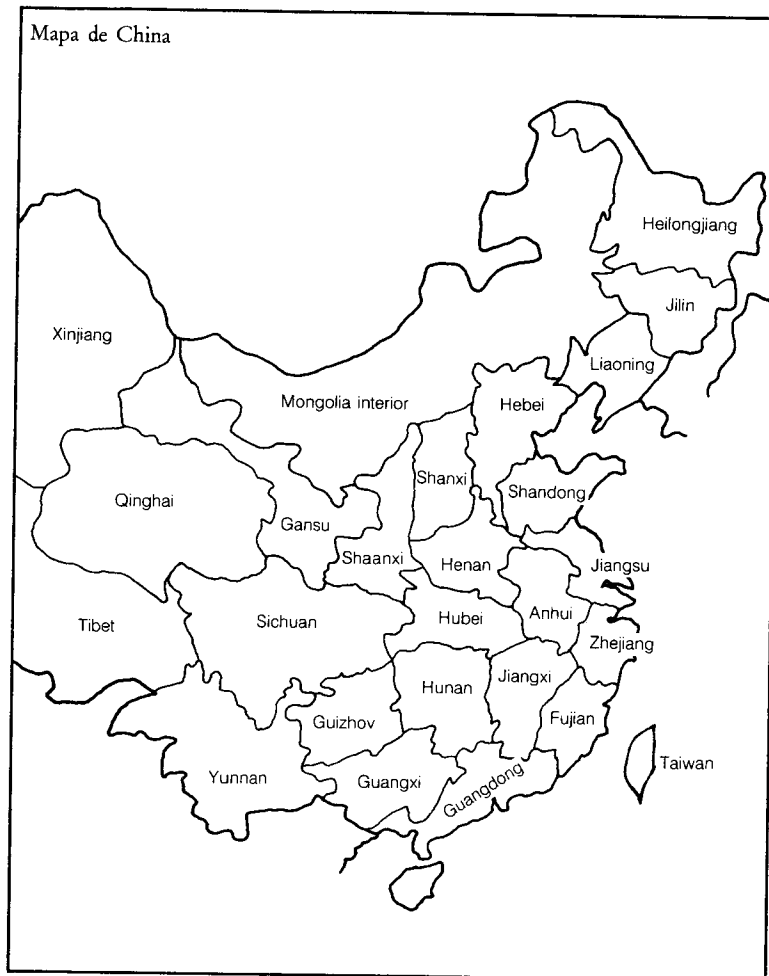 Mapa de China
Heilongjiang
Jilin
Xinjiang
Liaoning
Mongolia interior
Hebei
Shanxi
Shandong
Qinghai
Gansu
Shaanxi
Henan
Jiangsu
Tibet
Sichuan
Hubei
Anhui
Zhejiang
Hunan
Jiangxi
Guizhov
Fujian
Yunnan
Guangxi
Guangdong
Taiwan